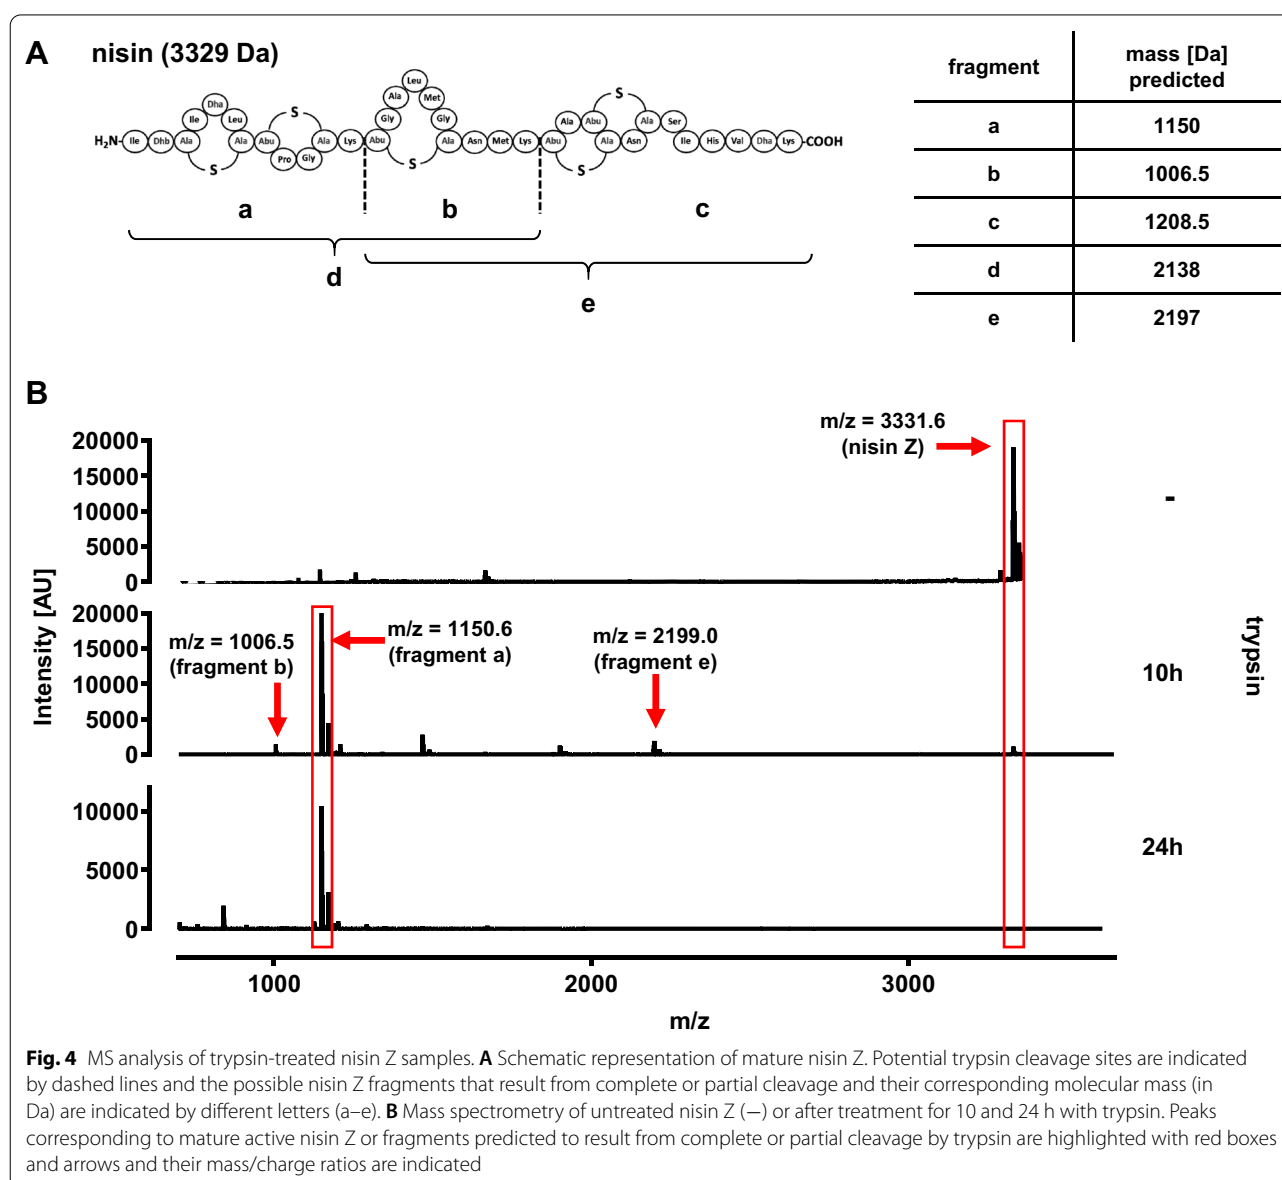 A
nisin (3329 Da)
H₂N- Ile Dhb Ala Ile Dha Leu Ala Abu Pro Gly Ala Lys Abu Gly Ala Leu Met Gly Ala Asn Met Lys Abu Ala Abu Ala Asn Ala Ser Ile His Val Dha Lys -COOH
S S S S S
a b c
d
e
fragment mass [Da] predicted
a 1150
b 1006.5
c 1208.5
d 2138
e 2197
B
Intensity [AU]
20000
15000
10000
5000
0
m/z = 3331.6
(nisin Z)
-
20000
15000
10000
5000
0
m/z = 1006.5
(fragment b)
m/z = 1150.6
(fragment a)
m/z = 2199.0
(fragment e)
10h
trypsin
10000
5000
0
24h
1000 2000 3000
m/z
Fig. 4 MS analysis of trypsin-treated nisin Z samples. A Schematic representation of mature nisin Z. Potential trypsin cleavage sites are indicated
by dashed lines and the possible nisin Z fragments that result from complete or partial cleavage and their corresponding molecular mass (in
Da) are indicated by different letters (a–e). B Mass spectrometry of untreated nisin Z (−) or after treatment for 10 and 24 h with trypsin. Peaks
corresponding to mature active nisin Z or fragments predicted to result from complete or partial cleavage by trypsin are highlighted with red boxes
and arrows and their mass/charge ratios are indicated